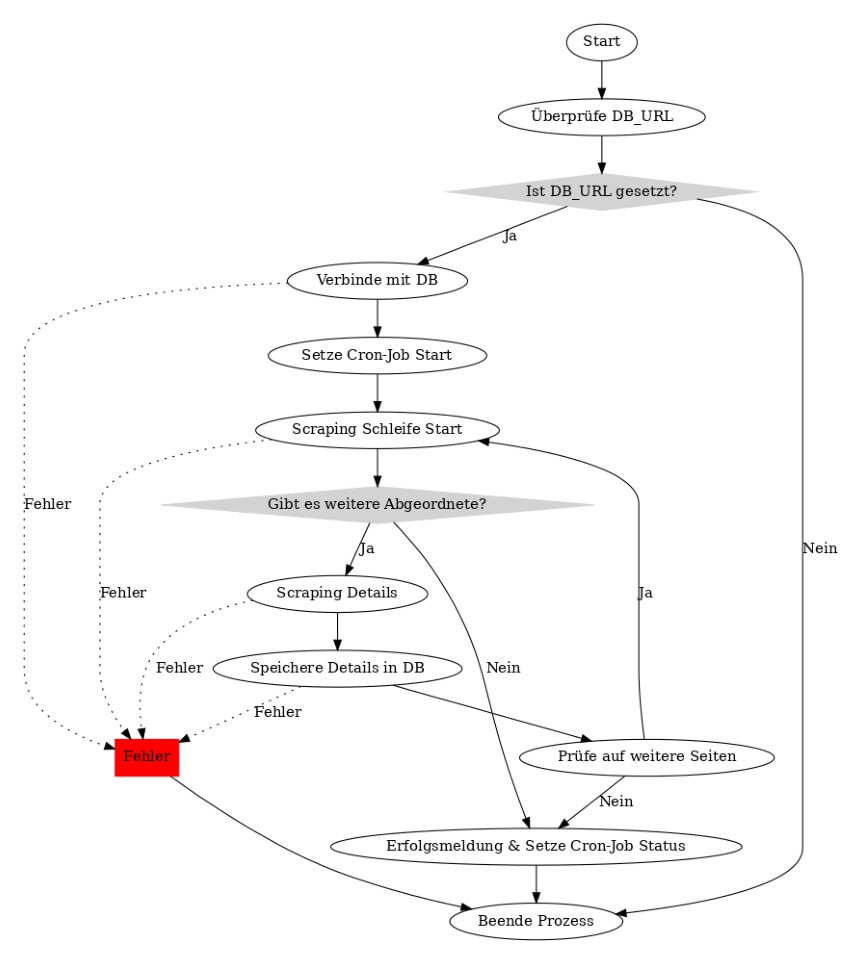 Start
Überprüfe DB_URL
Ist DB_URL gesetzt?
Ja
Verbinde mit DB
Setze Cron-Job Start
Scraping Schleife Start
Fehler
Gibt es weitere Abgeordnete?
Ja
Nein
Fehler
Scraping Details
Ja
Fehler
Speichere Details in DB
Nein
Fehler
Fehler
Prüfe auf weitere Seiten
Nein
Erfolgsmeldung & Setze Cron-Job Status
Beende Prozess